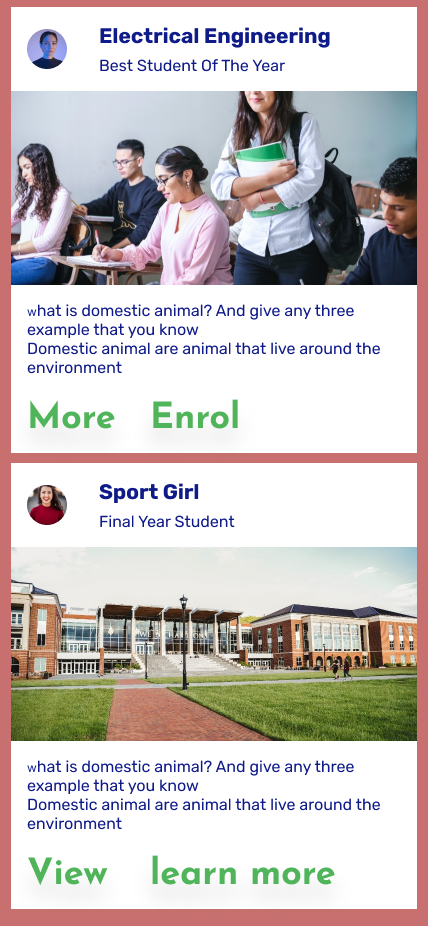 Electrical Engineering
Best Student Of The Year
what is domestic animal? And give any three
example that you know
Domestic animal are animal that live around the
environment
More Enrol
Sport Girl
Final Year Student
what is domestic animal? And give any three
example that you know
Domestic animal are animal that live around the
environment
View learn more